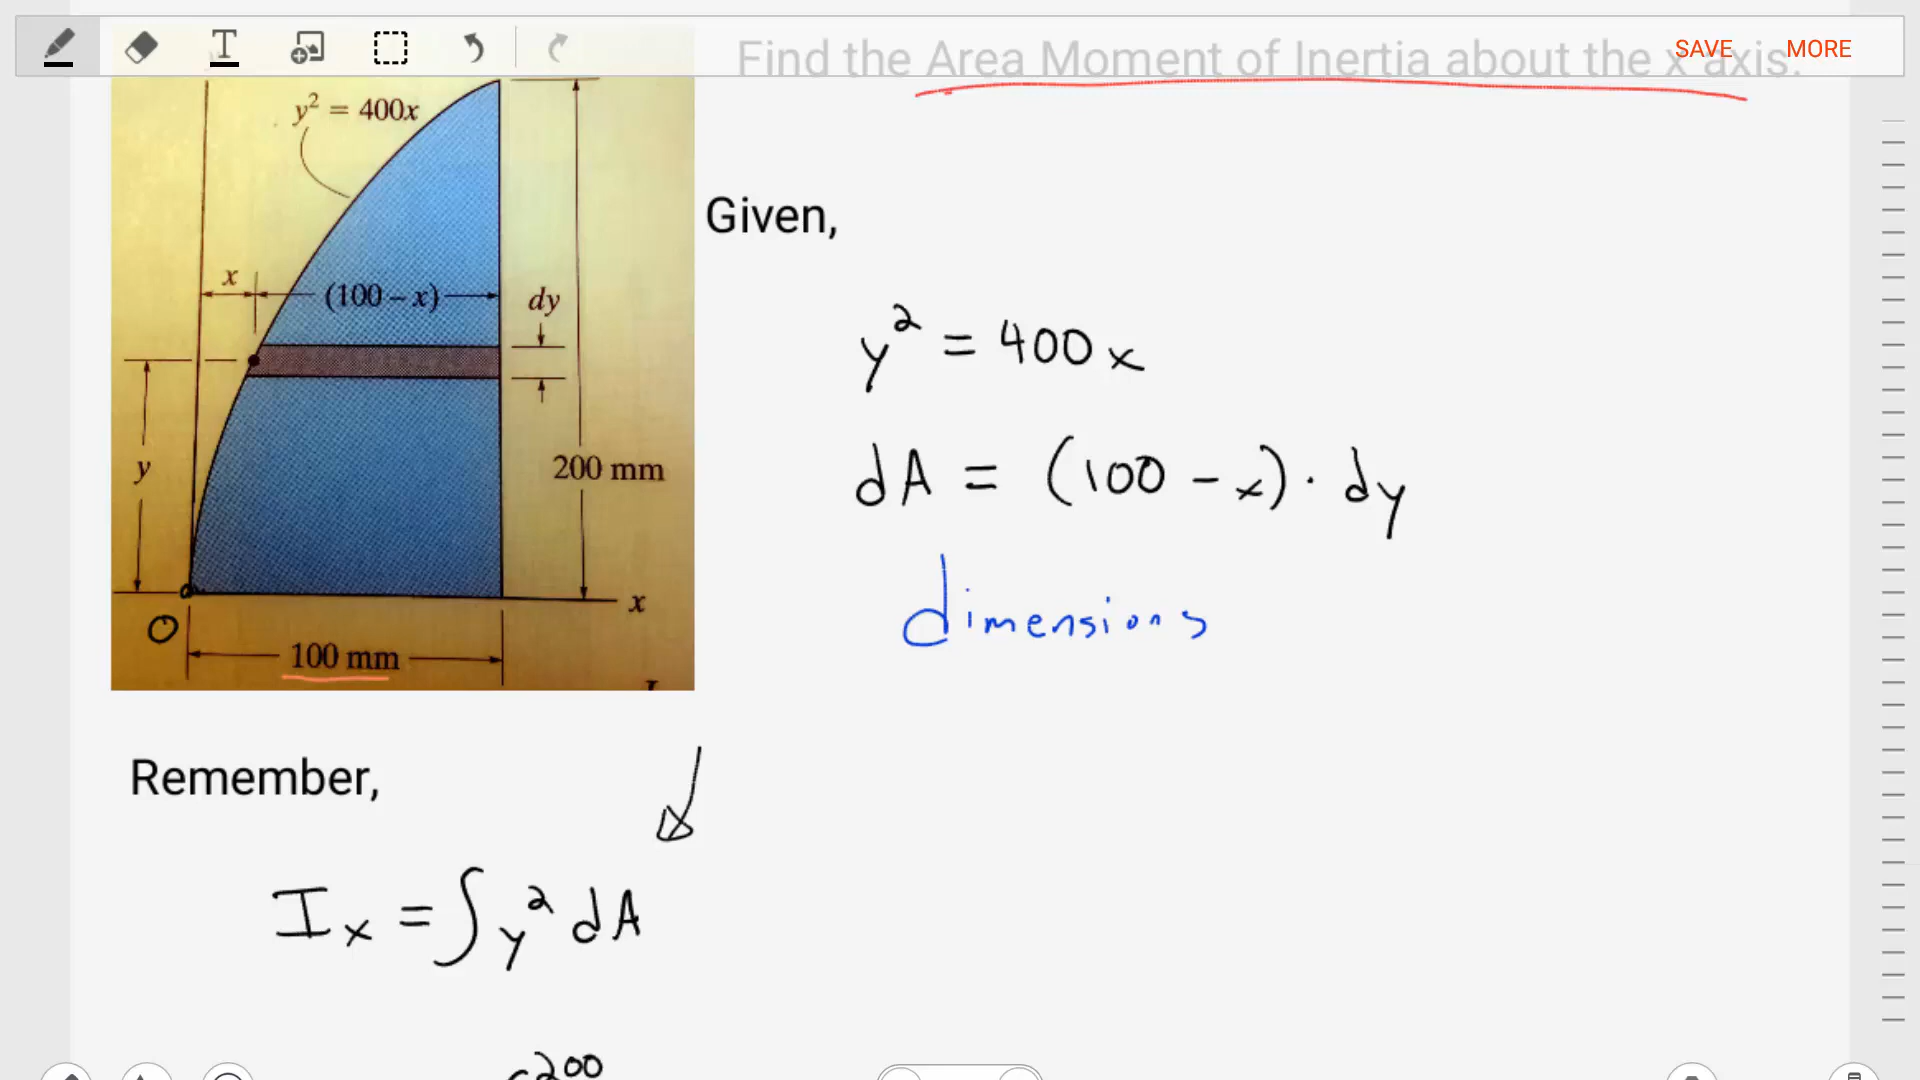 T
SAVE
MORE
Find the Area Moment of Inertia about the x axis.
y² = 400x
x
(100 – x)
dy
y
200 mm
x
O
100 mm
Given,
y² = 400x
dA = (100 - x) · dy
dimensions
Remember,
Iₓ = ∫y² dA
200